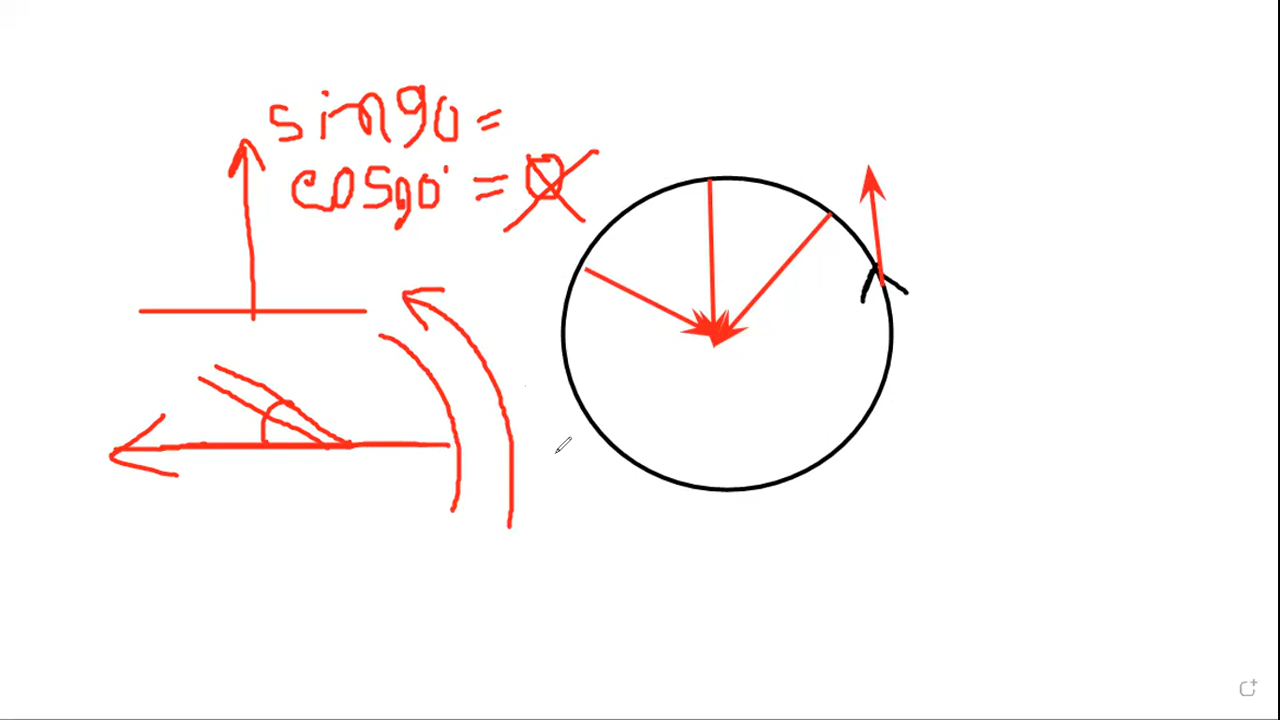 sin90 =
cos90° = 0